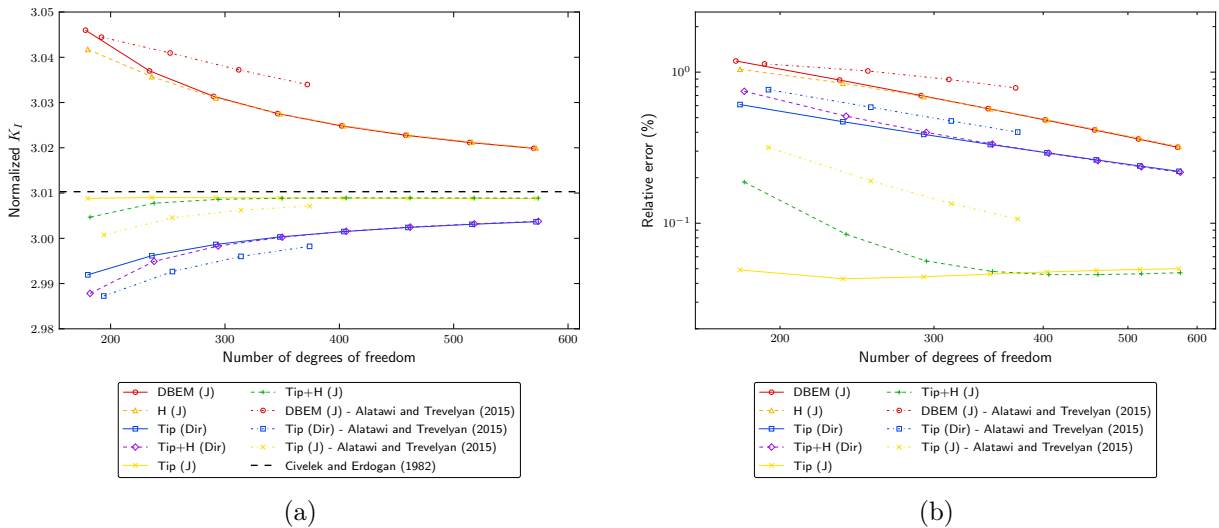 3.05
3.04
3.03
3.02
3.01
3.00
2.99
2.98
Normalized K_I
200
300
400
500
600
Number of degrees of freedom
DBEM (J)
H (J)
Tip (Dir)
Tip+H (Dir)
Tip (J)
Tip+H (J)
DBEM (J) - Alatawi and Trevelyan (2015)
Tip (Dir) - Alatawi and Trevelyan (2015)
Tip (J) - Alatawi and Trevelyan (2015)
Civelek and Erdogan (1982)
(a)
10⁰
10⁻¹
Relative error (%)
200
300
400
500
600
Number of degrees of freedom
DBEM (J)
H (J)
Tip (Dir)
Tip+H (Dir)
Tip (J)
Tip+H (J)
DBEM (J) - Alatawi and Trevelyan (2015)
Tip (Dir) - Alatawi and Trevelyan (2015)
Tip (J) - Alatawi and Trevelyan (2015)
(b)